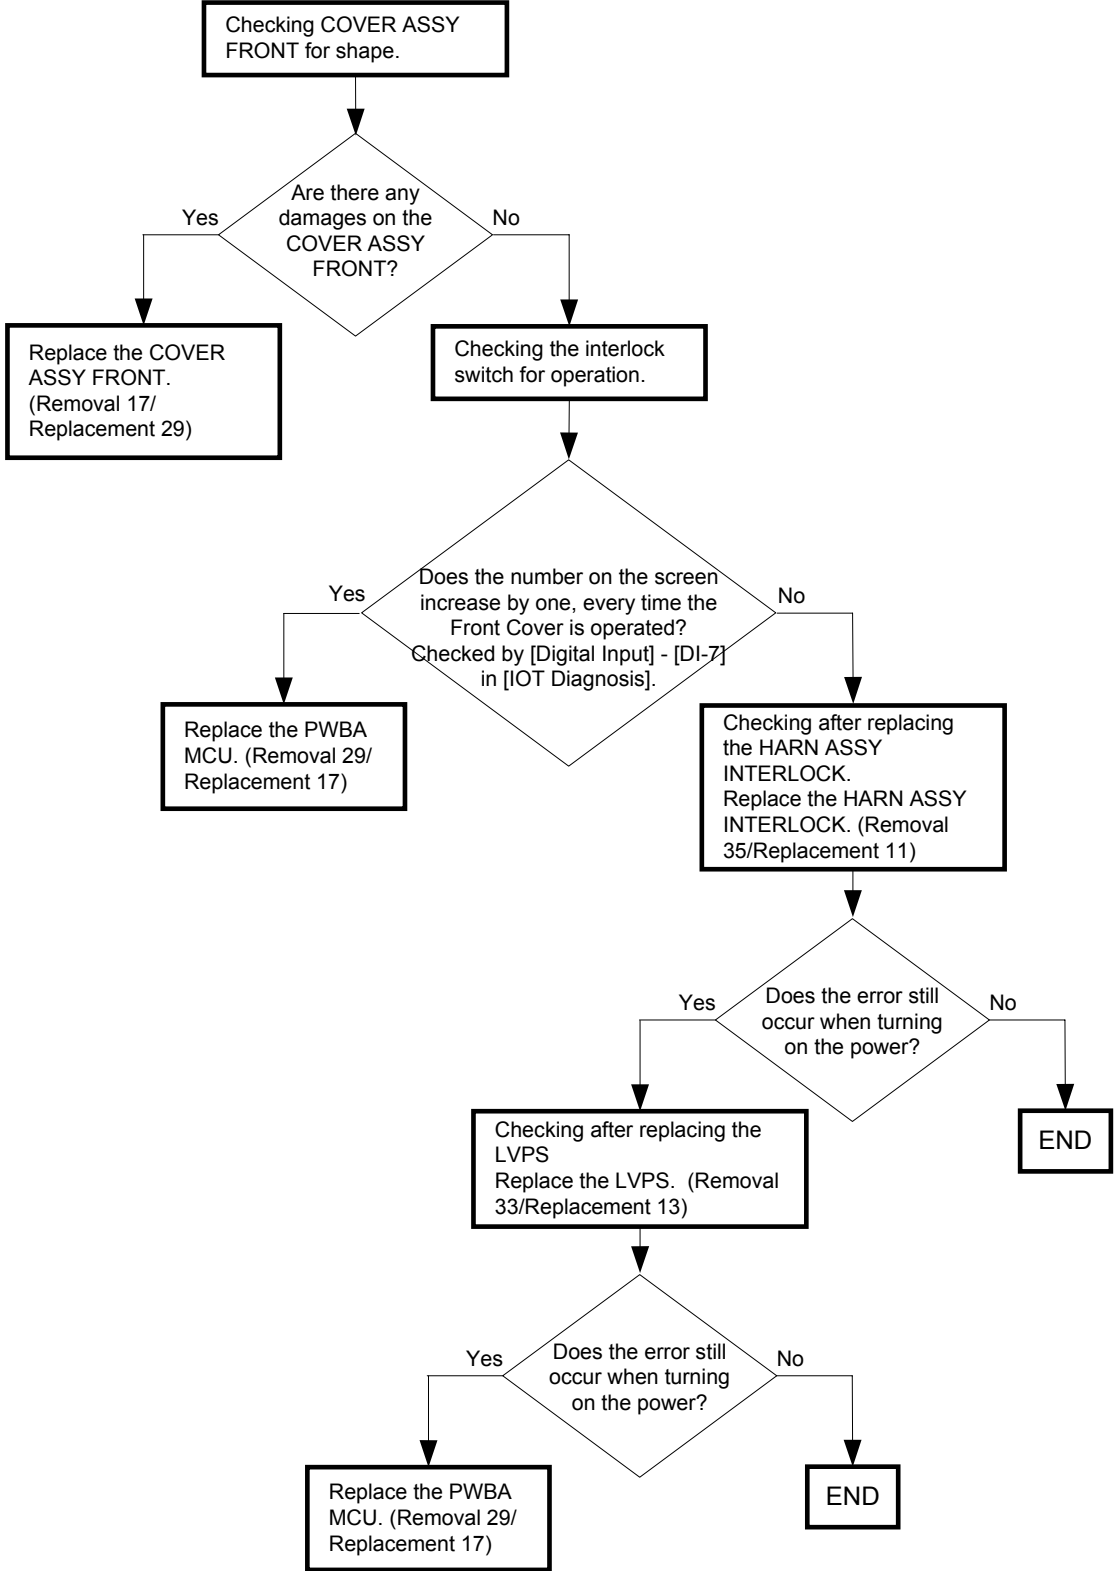 Checking COVER ASSY
FRONT for shape.
Are there any
damages on the
COVER ASSY
FRONT?
Yes
No
Replace the COVER
ASSY FRONT.
(Removal 17/
Replacement 29)
Checking the interlock
switch for operation.
Does the number on the screen
increase by one, every time the
Front Cover is operated?
Checked by [Digital Input] - [DI-7]
in [IOT Diagnosis].
Yes
No
Replace the PWBA
MCU. (Removal 29/
Replacement 17)
Checking after replacing
the HARN ASSY
INTERLOCK.
Replace the HARN ASSY
INTERLOCK. (Removal
35/Replacement 11)
Does the error still
occur when turning
on the power?
Yes
No
Checking after replacing the
LVPS
Replace the LVPS.  (Removal
33/Replacement 13)
END
Does the error still
occur when turning
on the power?
Yes
No
Replace the PWBA
MCU. (Removal 29/
Replacement 17)
END